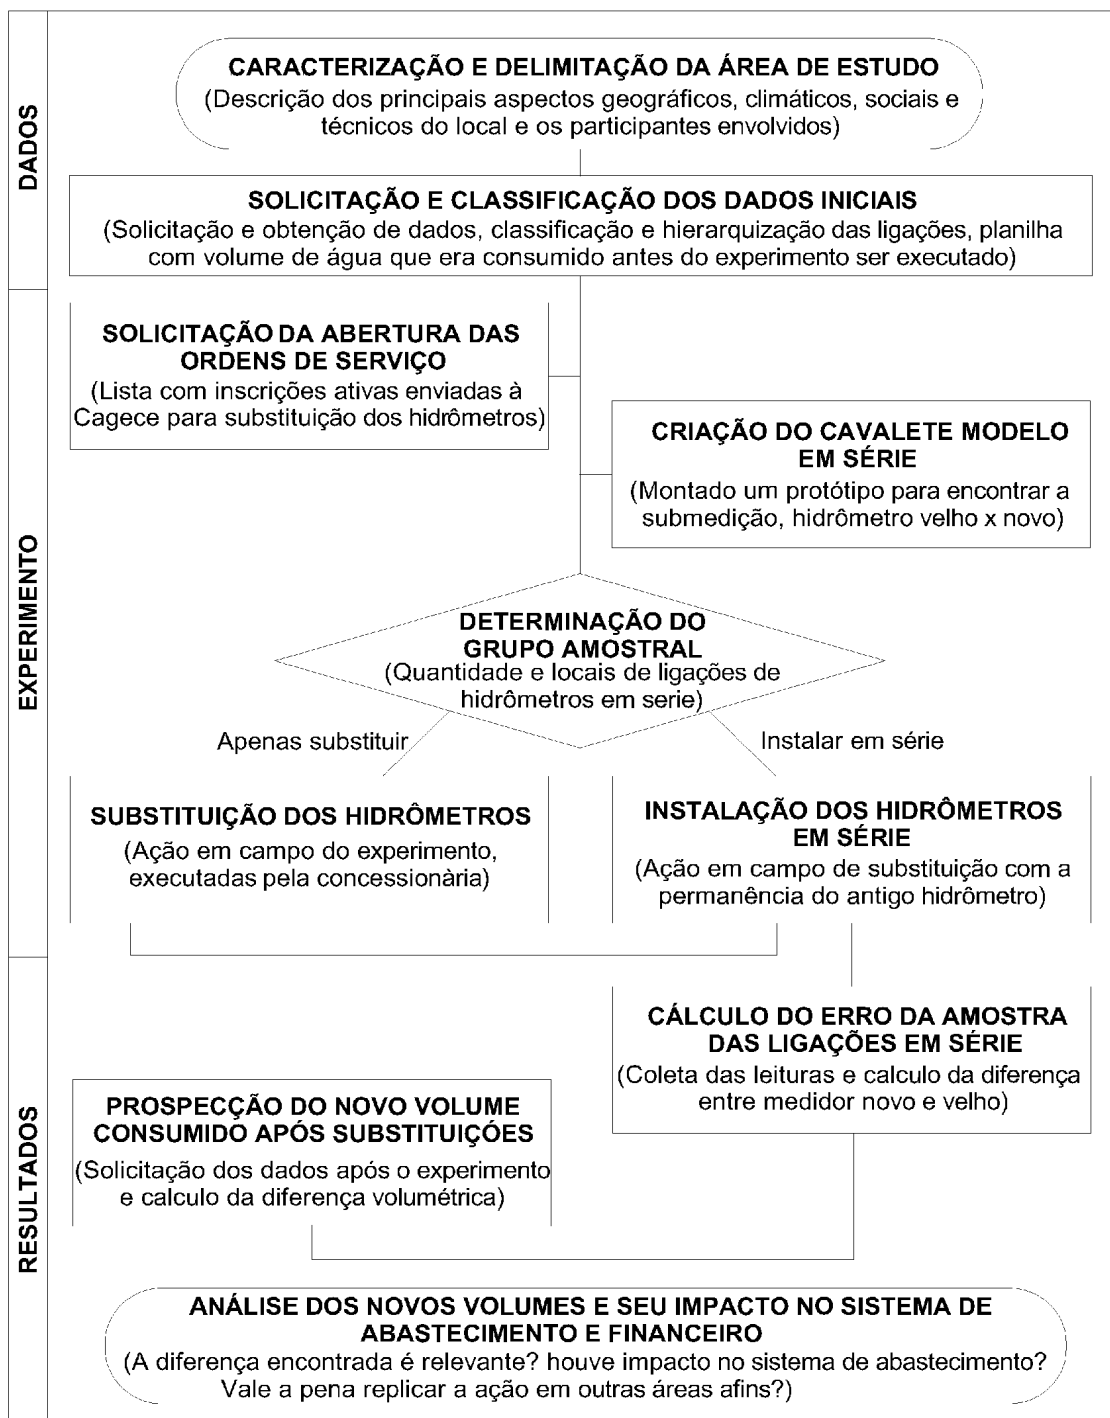 DADOS
CARACTERIZAÇÃO E DELIMITAÇÃO DA ÁREA DE ESTUDO
(Descrição dos principais aspectos geográficos, climáticos, sociais e
técnicos do local e os participantes envolvidos)
SOLICITAÇÃO E CLASSIFICAÇÃO DOS DADOS INICIAIS
(Solicitação e obtenção de dados, classificação e hierarquização das ligações, planilha
com volume de água que era consumido antes do experimento ser executado)
EXPERIMENTO
SOLICITAÇÃO DA ABERTURA DAS
ORDENS DE SERVIÇO
(Lista com inscrições ativas enviadas à
Cagece para substituição dos hidrômetros)
CRIAÇÃO DO CAVALETE MODELO
EM SÉRIE
(Montado um protótipo para encontrar a
submedição, hidrômetro velho x novo)
DETERMINAÇÃO DO
GRUPO AMOSTRAL
(Quantidade e locais de ligações de
hidrômetros em serie)
Apenas substituir
Instalar em série
SUBSTITUIÇÃO DOS HIDRÔMETROS
(Ação em campo do experimento,
executadas pela concessionària)
INSTALAÇÃO DOS HIDRÔMETROS
EM SÉRIE
(Ação em campo de substituição com a
permanência do antigo hidrômetro)
RESULTADOS
CÁLCULO DO ERRO DA AMOSTRA
DAS LIGAÇÕES EM SÉRIE
(Coleta das leituras e calculo da diferença
entre medidor novo e velho)
PROSPECÇÃO DO NOVO VOLUME
CONSUMIDO APÓS SUBSTITUIÇÓES
(Solicitação dos dados após o experimento
e calculo da diferença volumétrica)
ANÁLISE DOS NOVOS VOLUMES E SEU IMPACTO NO SISTEMA DE
ABASTECIMENTO E FINANCEIRO
(A diferença encontrada é relevante? houve impacto no sistema de abastecimento?
Vale a pena replicar a ação em outras áreas afins?)